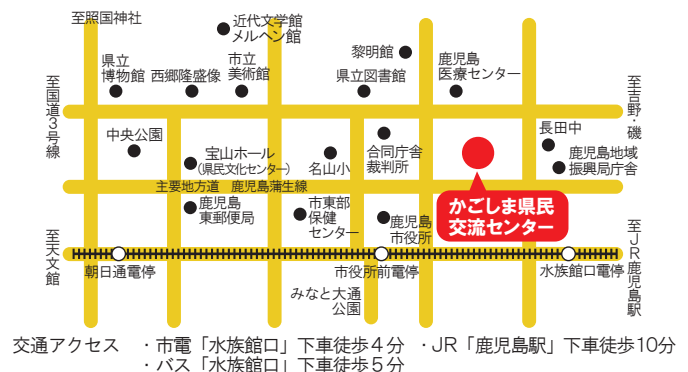 至照国神社
近代文学館
メルヘン館
黎明館
県立
博物館
西郷隆盛像
市立
美術館
県立図書館
鹿児島
医療センター
至国道3号線
至吉野・磯
中央公園
宝山ホール
(県民文化センター)
名山小
合同庁舎
裁判所
長田中
鹿児島地域
振興局庁舎
主要地方道 鹿児島蒲生線
かごしま県民
交流センター
鹿児島
東郵便局
市東部
保健
センター
鹿児島
市役所
至天文館
至JR鹿児島駅
朝日通電停
市役所前電停
水族館口電停
みなと大通
公園
交通アクセス ・市電「水族館口」下車徒歩4分 ・JR「鹿児島駅」下車徒歩10分
・バス「水族館口」下車徒歩5分